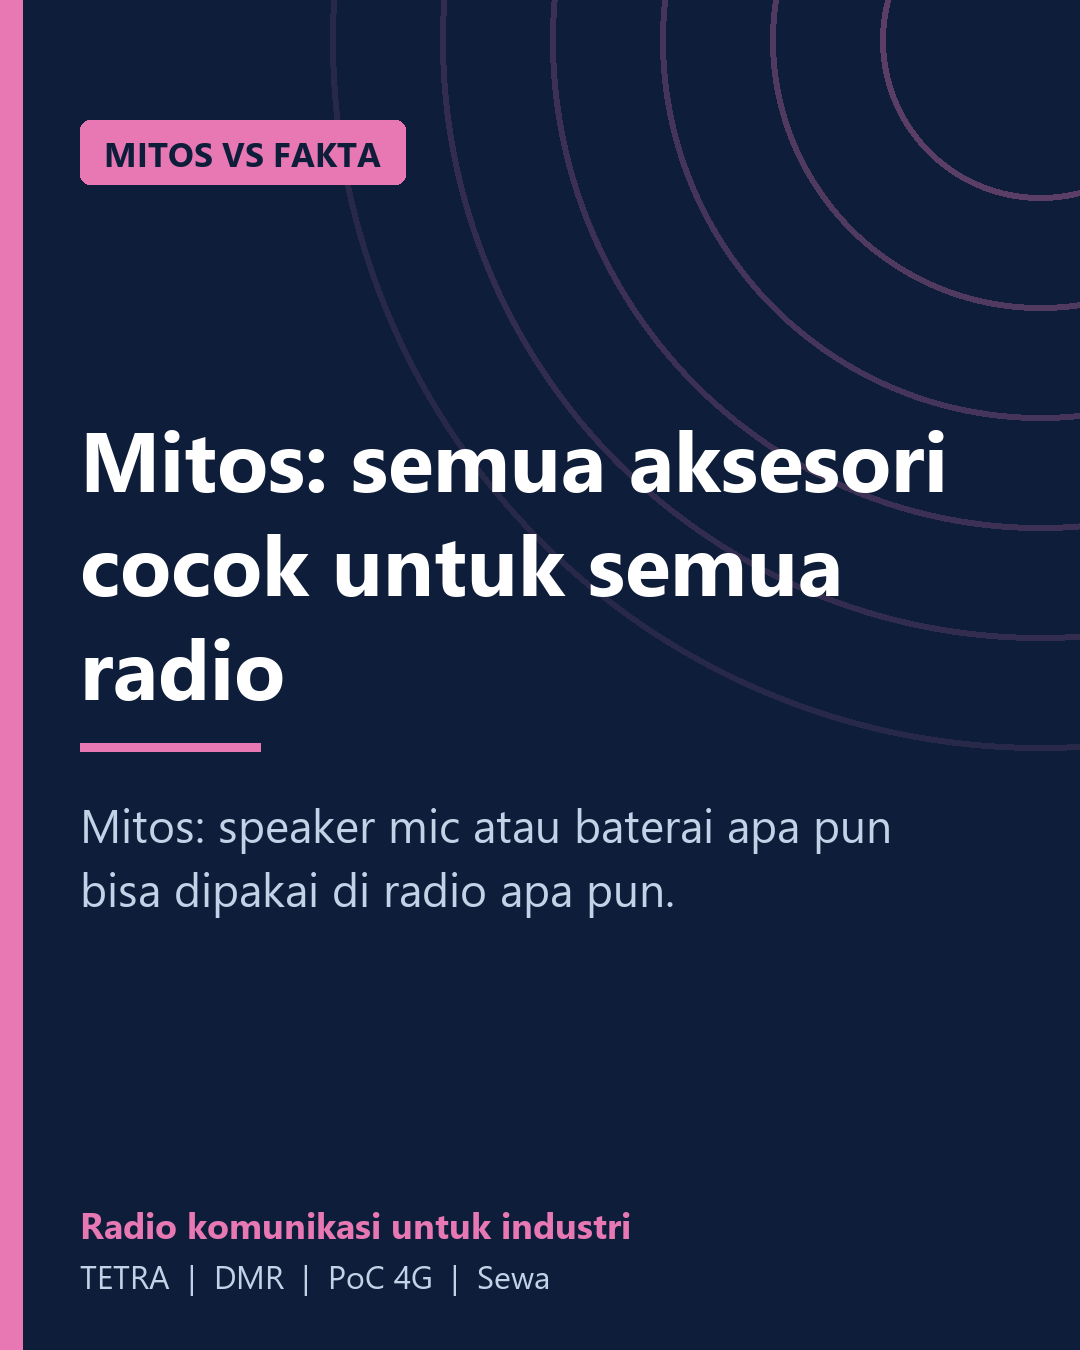 MITOS VS FAKTA
Mitos: semua aksesori
cocok untuk semua
radio
Mitos: speaker mic atau baterai apa pun
bisa dipakai di radio apa pun.
Radio komunikasi untuk industri
TETRA | DMR | PoC 4G | Sewa